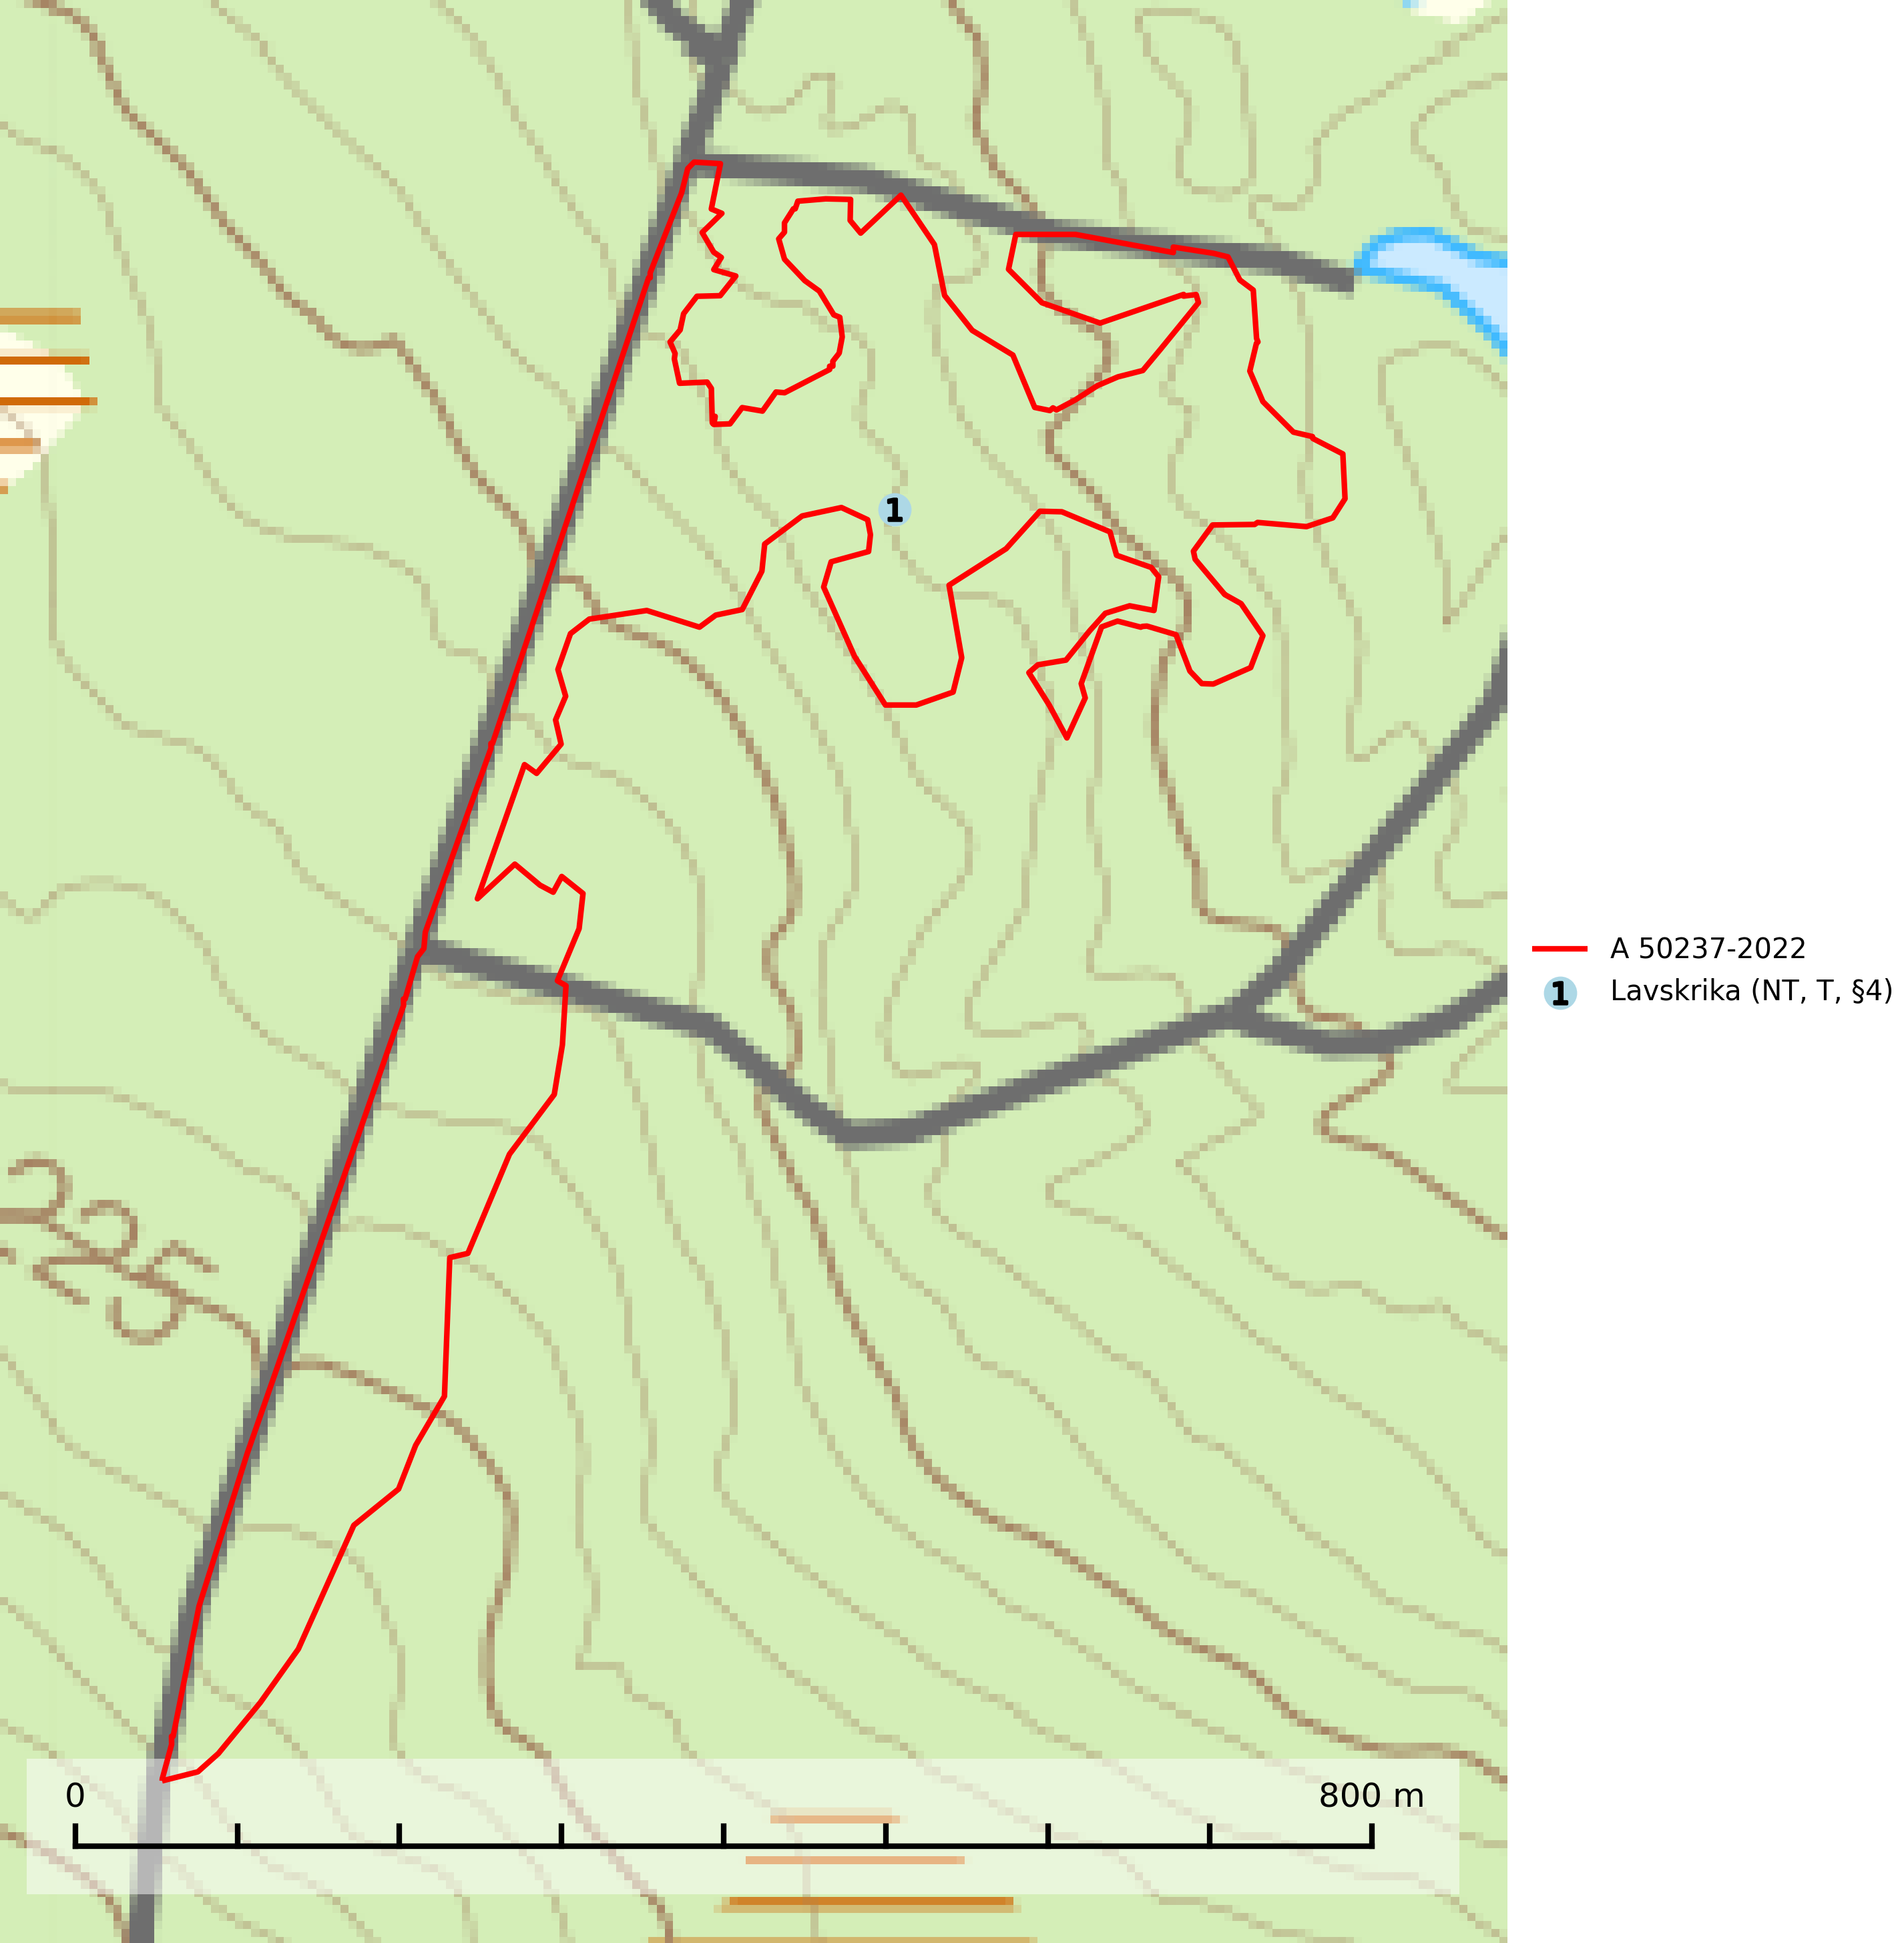 1
A 50237-2022
1 Lavskrika (NT, T, §4)
225
0 800 m